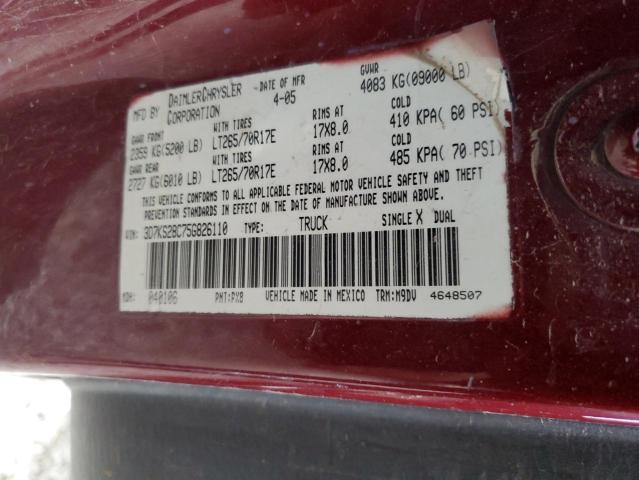 MFD BY DAIMLERCHRYSLER CORPORATION DATE OF MFR 4-05 GVWR 4083 KG(09000 LB)
GAWR FRONT WITH TIRES RIMS AT COLD
2359 KG(5200 LB) LT265/70R17E 17X8.0 410 KPA( 60 PSI)
GAWR REAR WITH TIRES RIMS AT COLD
2727 KG(6010 LB) LT265/70R17E 17X8.0 485 KPA( 70 PSI)
THIS VEHICLE CONFORMS TO ALL APPLICABLE FEDERAL MOTOR VEHICLE SAFETY AND THEFT
PREVENTION STANDARDS IN EFFECT ON THE DATE OF MANUFACTURE SHOWN ABOVE.
VIN: 3D7KS28C75G826110 TYPE: TRUCK SINGLE X DUAL
MDH: 040106 PNT:PX8 VEHICLE MADE IN MEXICO TRM:M9DV 4648507